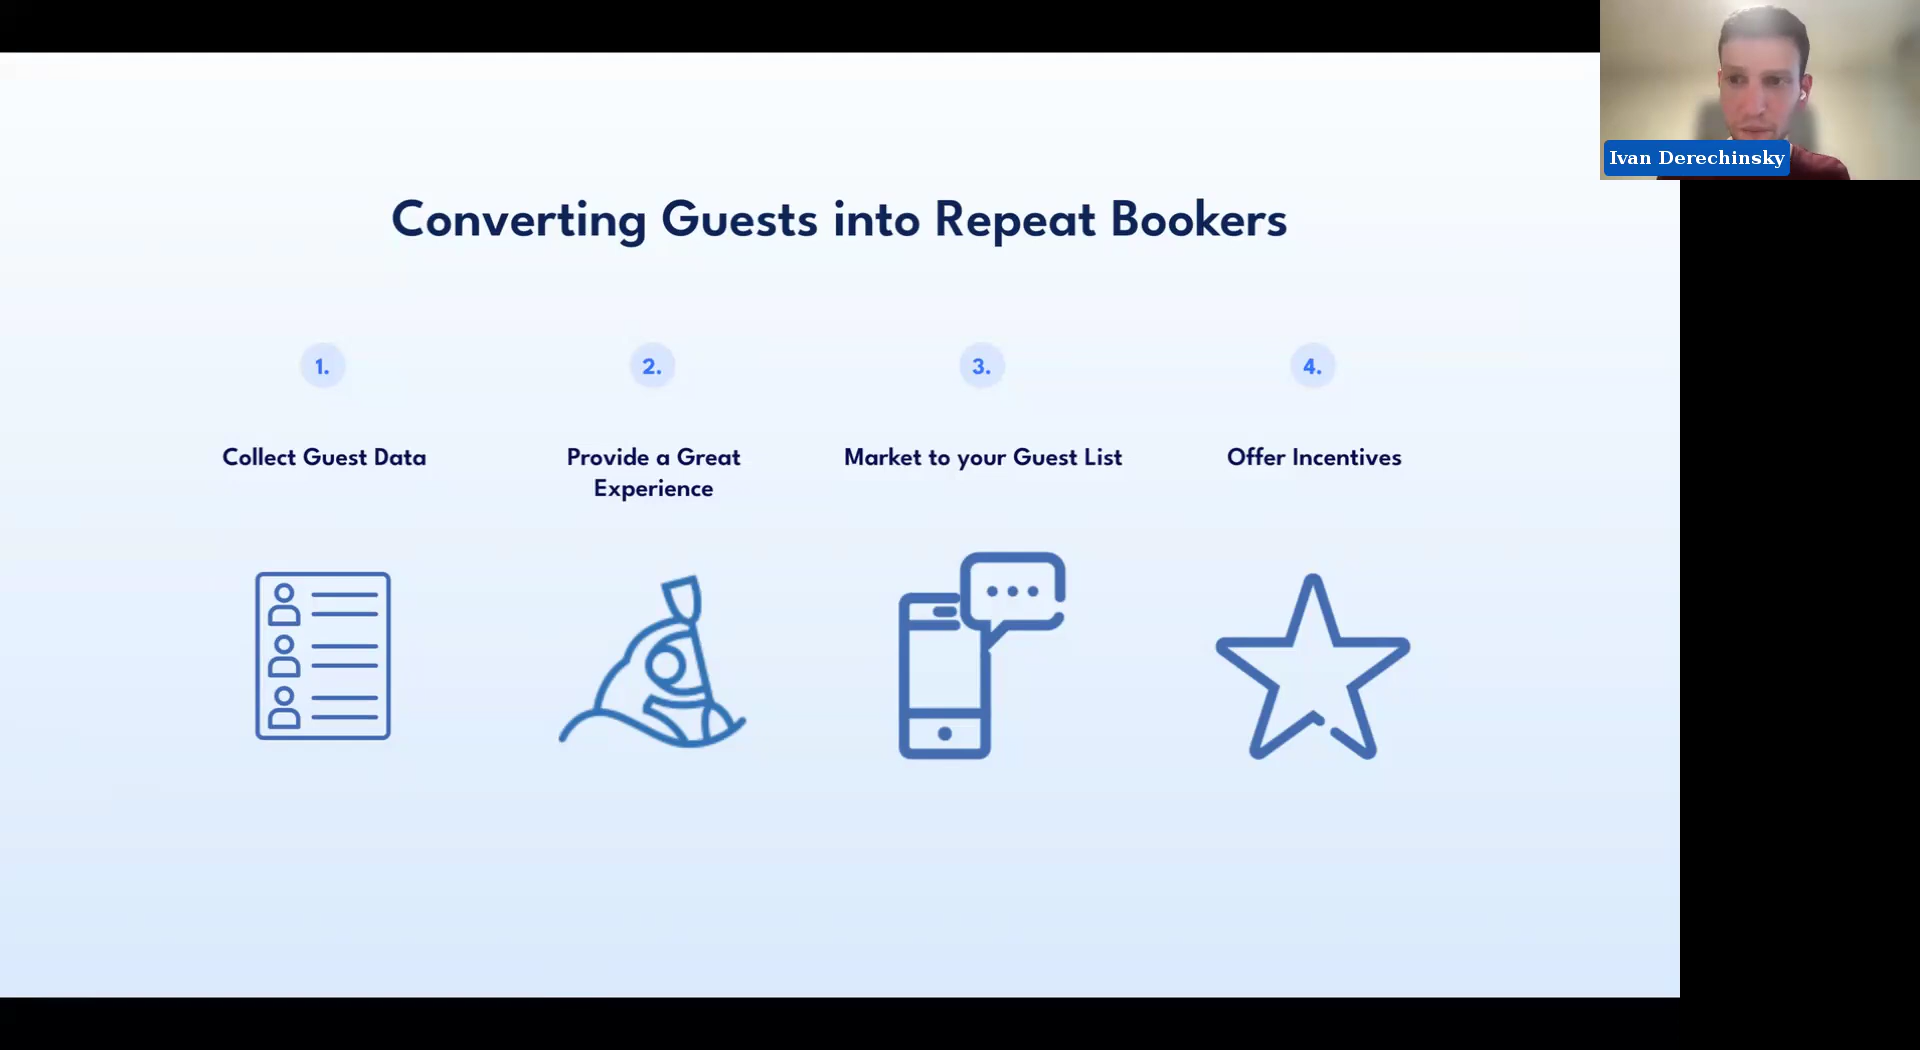 Ivan Derechinsky
Converting Guests into Repeat Bookers
1.
Collect Guest Data
2.
Provide a Great
Experience
3.
Market to your Guest List
4.
Offer Incentives